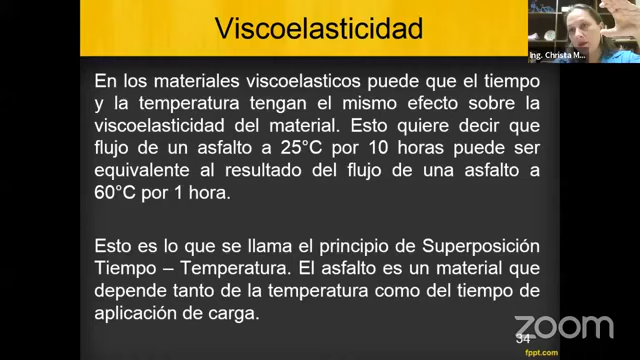 Viscoelasticidad
Ing. Christa M...
En los materiales viscoelasticos puede que el tiempo
y la temperatura tengan el mismo efecto sobre la
viscoelasticidad del material. Esto quiere decir que
flujo de un asfalto a 25°C por 10 horas puede ser
equivalente al resultado del flujo de una asfalto a
60°C por 1 hora.
Esto es lo que se llama el principio de Superposición
Tiempo – Temperatura. El asfalto es un material que
depende tanto de la temperatura como del tiempo de
aplicación de carga.
34
zoom
fppt.com